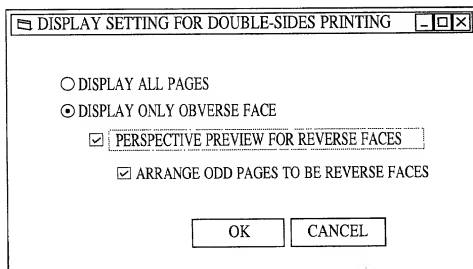 DISPLAY SETTING FOR DOUBLE-SIDES PRINTING
DISPLAY ALL PAGES
DISPLAY ONLY OBVERSE FACE
PERSPECTIVE PREVIEW FOR REVERSE FACES
ARRANGE ODD PAGES TO BE REVERSE FACES
OK CANCEL